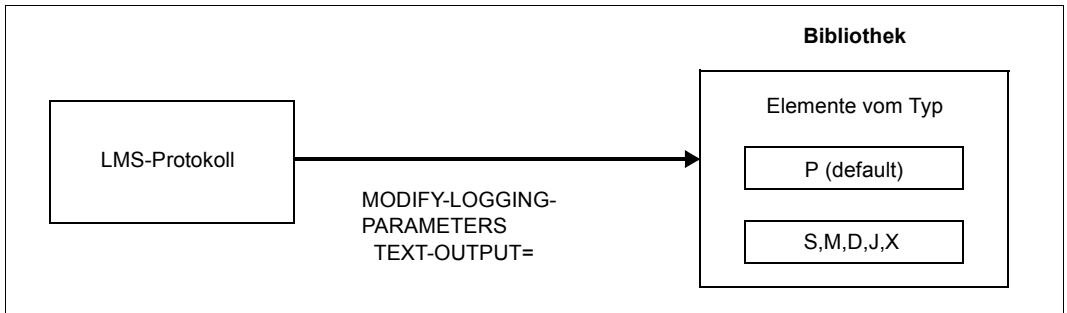 Bibliothek
Elemente vom Typ
LMS-Protokoll
P (default)
MODIFY-LOGGING-
PARAMETERS
TEXT-OUTPUT=
S,M,D,J,X